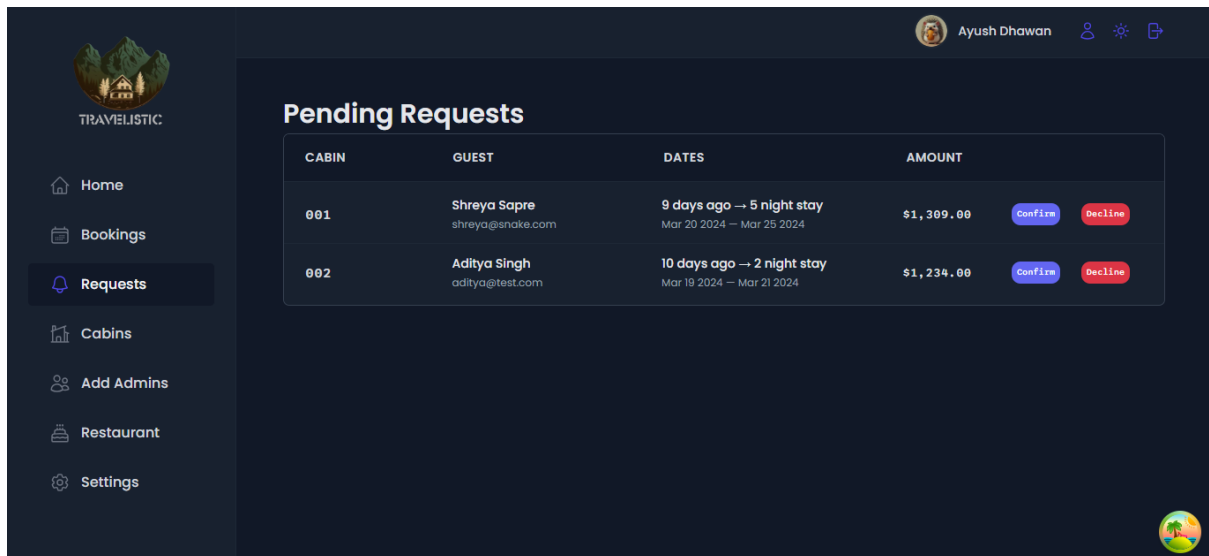 TRAVELISTIC
Ayush Dhawan
Home
Bookings
Requests
Cabins
Add Admins
Restaurant
Settings
Pending Requests
CABIN GUEST DATES AMOUNT
001 Shreya Sapre 9 days ago → 5 night stay $1,309.00 Confirm Decline
shreya@snake.com Mar 20 2024 — Mar 25 2024
002 Aditya Singh 10 days ago → 2 night stay $1,234.00 Confirm Decline
aditya@test.com Mar 19 2024 — Mar 21 2024